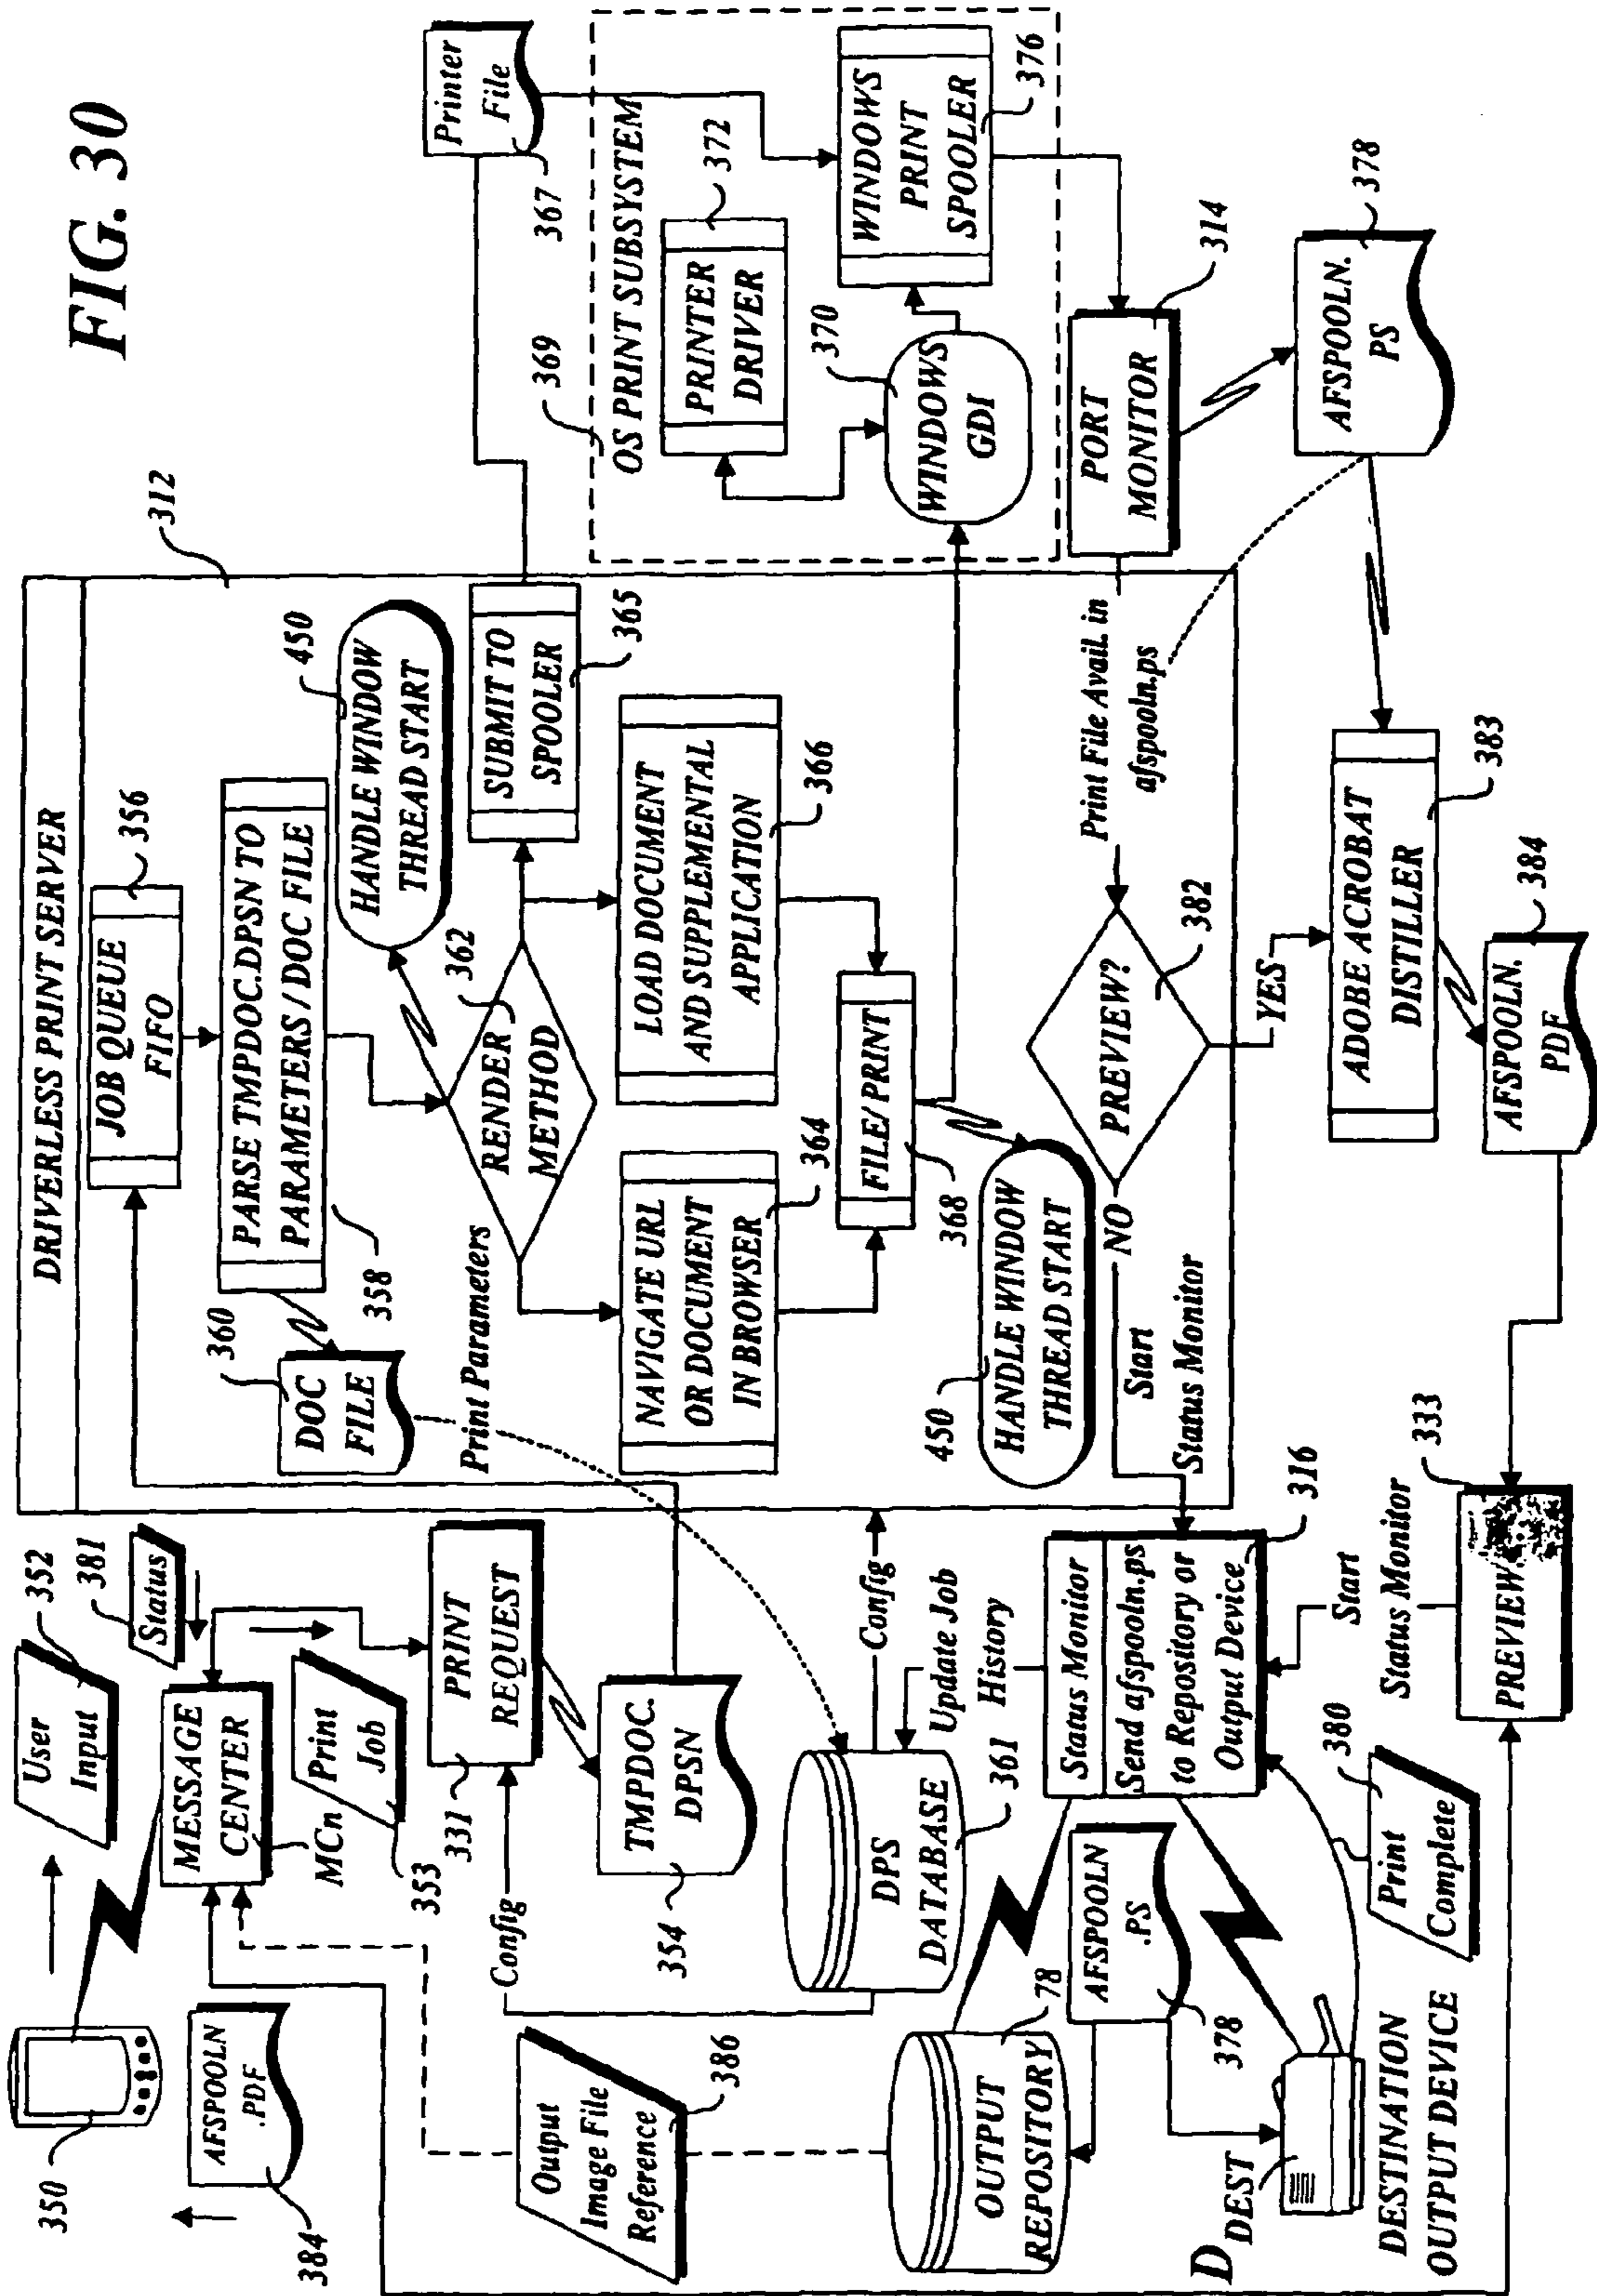 FIG. 30
User
Input
352
350
Status
381
MESSAGE
CENTER
MCn
AFSPOOLN
.PDF
384
Print
Job
353
PRINT
REQUEST
331
Config
TMPDOC.
DPSN
354
Output
Image File
Reference
386
DPS
DATABASE
361
Config
Update Job
History
Status Monitor
Send afspooln.ps
to Repository or
Output Device
316
OUTPUT
REPOSITORY
78
AFSPOOLN
.PS
378
D DEST
DESTINATION
OUTPUT DEVICE
Print
Complete
380
Start
Status Monitor
PREVIEW
333
DRIVERLESS PRINT SERVER
312
JOB QUEUE
FIFO
356
PARSE TMPDOC.DPSN TO
PARAMETERS / DOC FILE
358
DOC
FILE
360
Print Parameters
HANDLE WINDOW
THREAD START
450
RENDER
METHOD
362
SUBMIT TO
SPOOLER
365
NAVIGATE URL
OR DOCUMENT
IN BROWSER
364
LOAD DOCUMENT
AND SUPPLEMENTAL
APPLICATION
366
FILE/PRINT
368
HANDLE WINDOW
THREAD START
450
Print File Avail. in
afspooln.ps
PREVIEW?
382
NO
YES
Start
Status Monitor
ADOBE ACROBAT
DISTILLER
383
AFSPOOLN.
PDF
384
Printer
File
367
OS PRINT SUBSYSTEM
369
PRINTER
DRIVER
372
WINDOWS
GDI
370
WINDOWS
PRINT
SPOOLER
376
PORT
MONITOR
314
AFSPOOLN.
PS
378